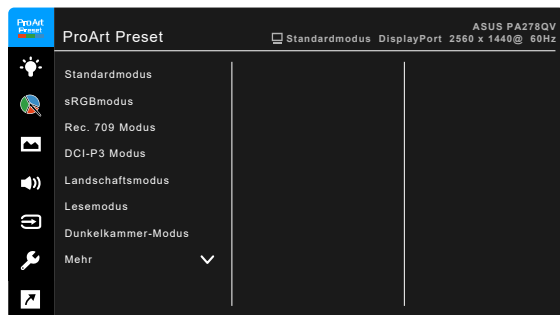 ProArt
Preset
ProArt Preset
ASUS PA278QV
Standardmodus DisplayPort 2560 x 1440@ 60Hz
Standardmodus
sRGBmodus
Rec. 709 Modus
DCI-P3 Modus
Landschaftsmodus
Lesemodus
Dunkelkammer-Modus
Mehr